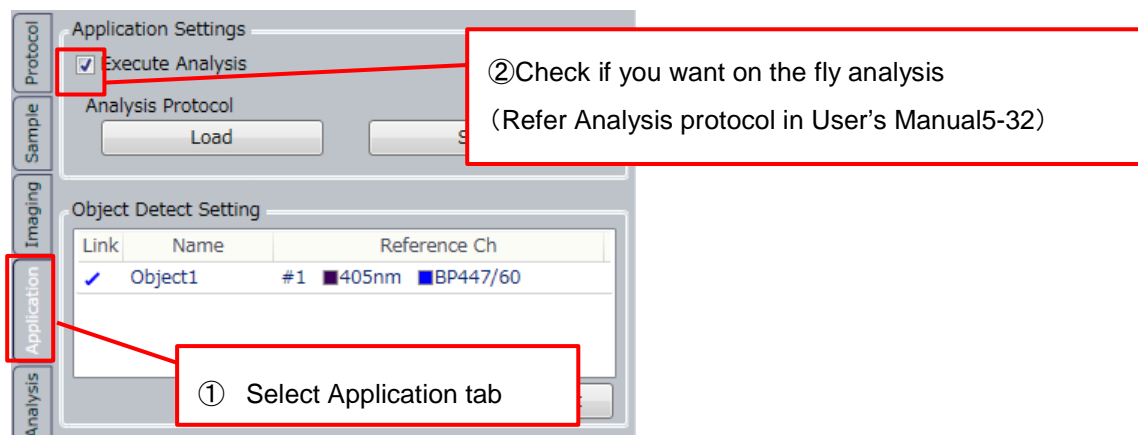 Protocol
Sample
Imaging
Application
Analysis
Application Settings
Execute Analysis
Analysis Protocol
Load
②Check if you want on the fly analysis
（Refer Analysis protocol in User's Manual5-32）
Object Detect Setting
Link Name Reference Ch
Object1 #1 405nm BP447/60
① Select Application tab